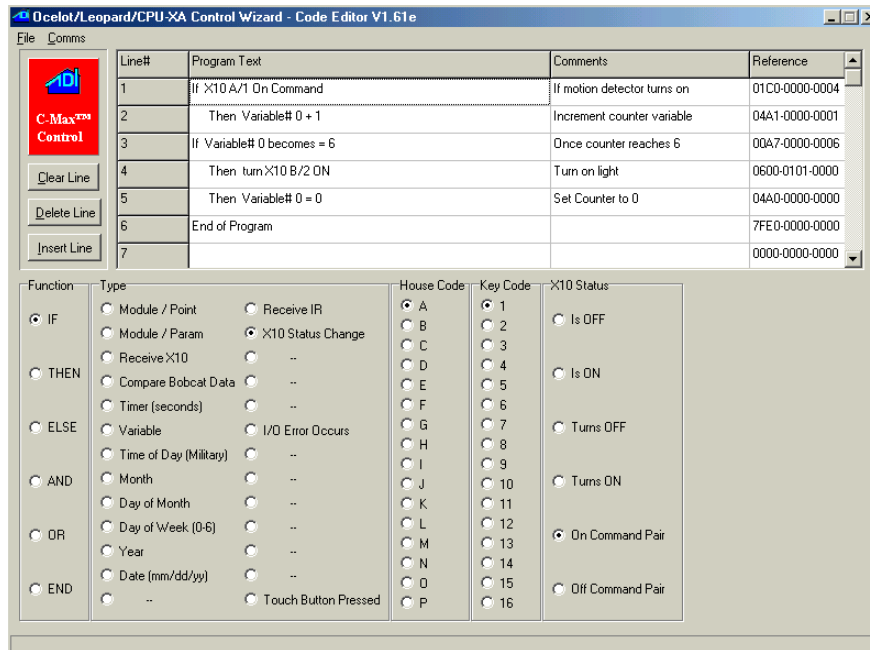 Ocelot/Leopard/CPU-XA Control Wizard - Code Editor V1.61e
File Comms
ADI
C-Max™
Control
Clear Line
Delete Line
Insert Line
Line# Program Text Comments Reference
1 If X10 A/1 On Command If motion detector turns on 01C0-0000-0004
2 Then Variable# 0 + 1 Increment counter variable 04A1-0000-0001
3 If Variable# 0 becomes = 6 Once counter reaches 6 00A7-0000-0006
4 Then turn X10 B/2 ON Turn on light 0600-0101-0000
5 Then Variable# 0 = 0 Set Counter to 0 04A0-0000-0000
6 End of Program 7FE0-0000-0000
7 0000-0000-0000
Function
IF
THEN
ELSE
AND
OR
END
Type
Module / Point Receive IR
Module / Param X10 Status Change
Receive X10 --
Compare Bobcat Data --
Timer (seconds) --
Variable I/O Error Occurs
Time of Day (Military) --
Month --
Day of Month --
Day of Week (0-6) --
Year --
Date (mm/dd/yy) --
-- Touch Button Pressed
House Code
A
B
C
D
E
F
G
H
I
J
K
L
M
N
O
P
Key Code
1
2
3
4
5
6
7
8
9
10
11
12
13
14
15
16
X10 Status
Is OFF
Is ON
Turns OFF
Turns ON
On Command Pair
Off Command Pair